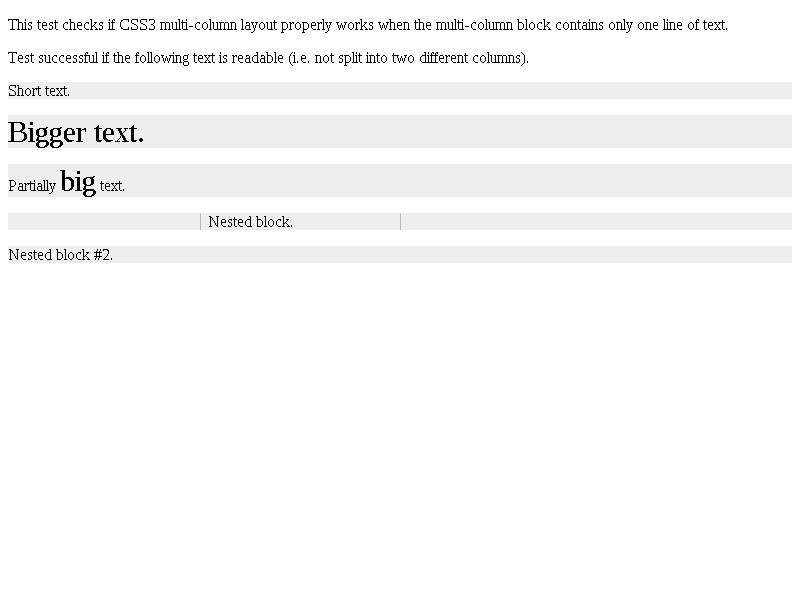 This test checks if CSS3 multi-column layout properly works when the multi-column block contains only one line of text.
Test successful if the following text is readable (i.e. not split into two different columns).
Short text.
Bigger text.
Partially big text.
Nested block.
Nested block #2.